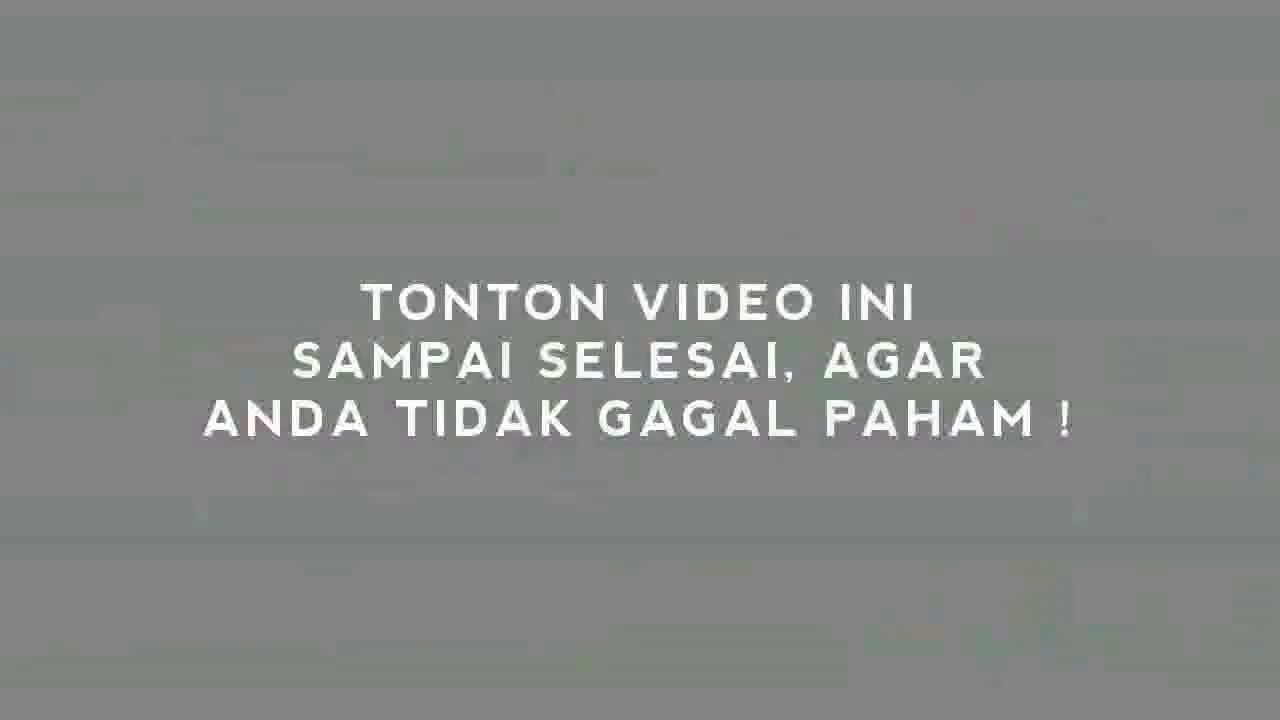 TONTON VIDEO INI
SAMPAI SELESAI, AGAR
ANDA TIDAK GAGAL PAHAM !